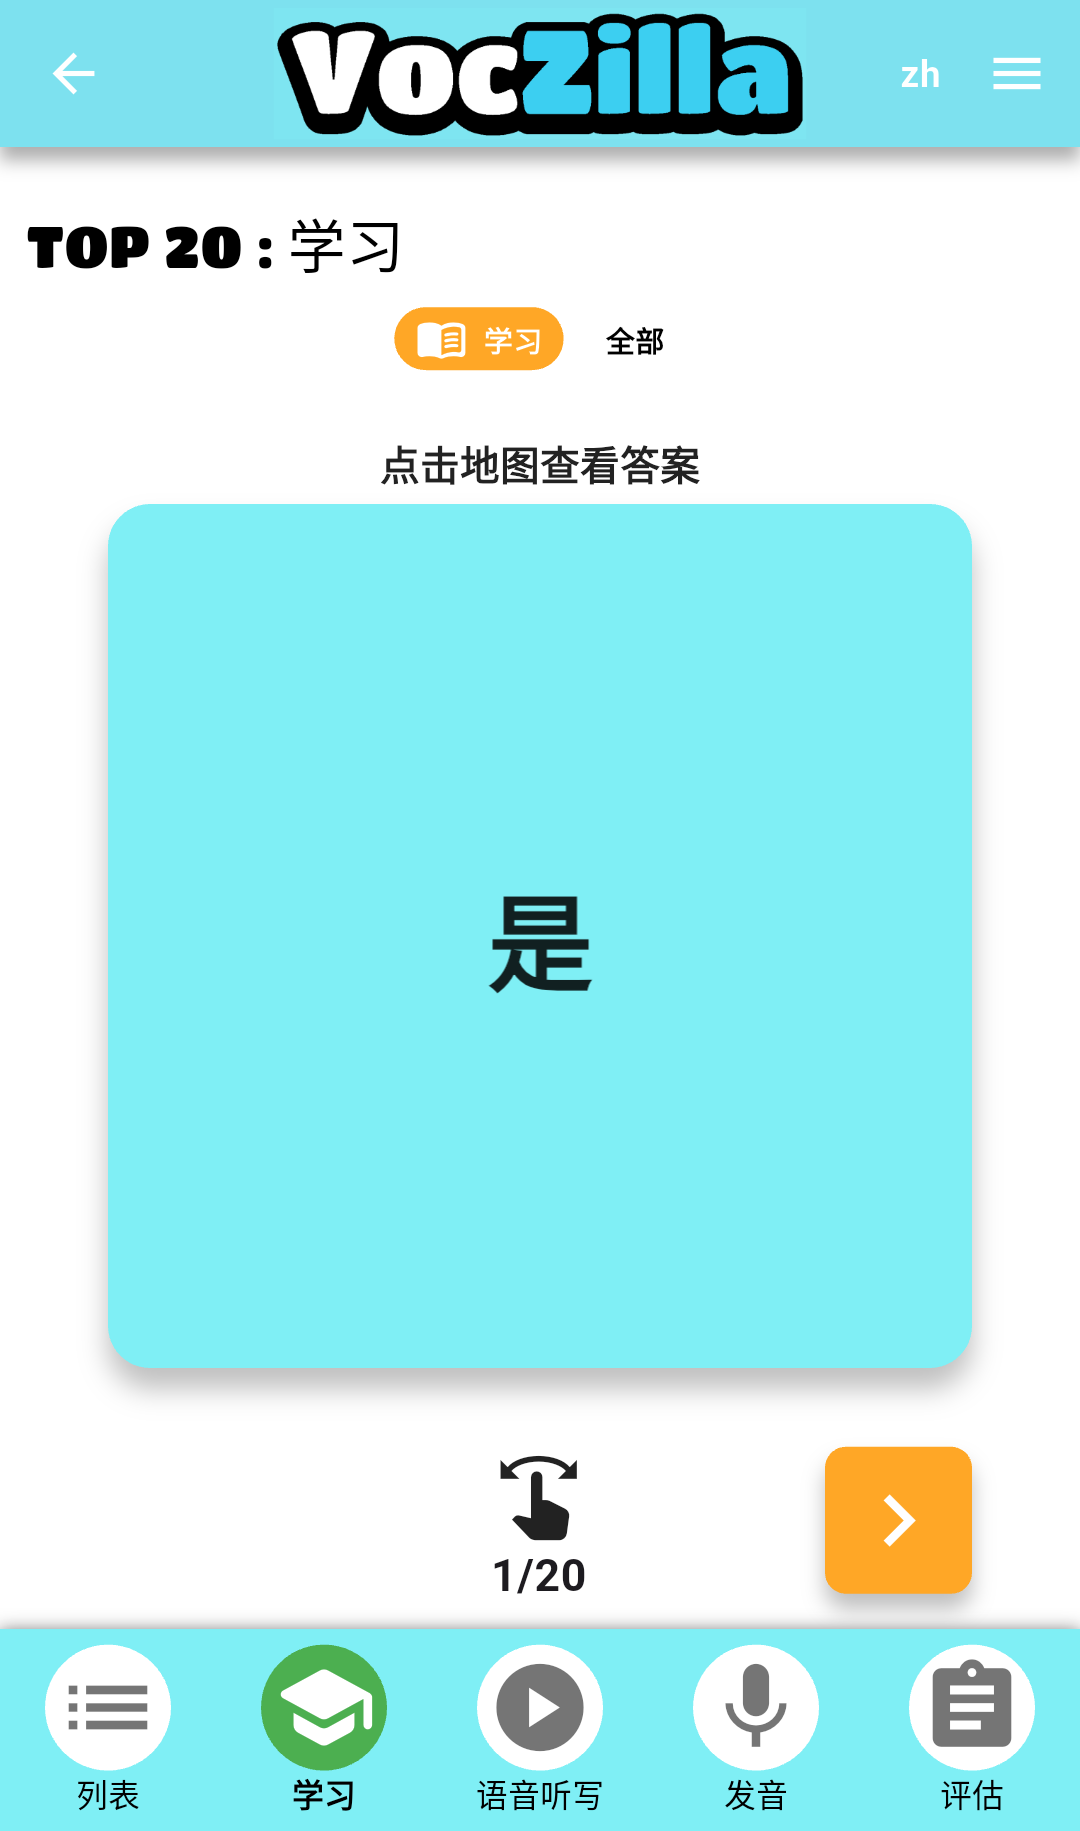 VocZilla
zh
TOP 20 : 学习
学习 全部
点击地图查看答案
是
1/20
列表 学习 语音听写 发音 评估